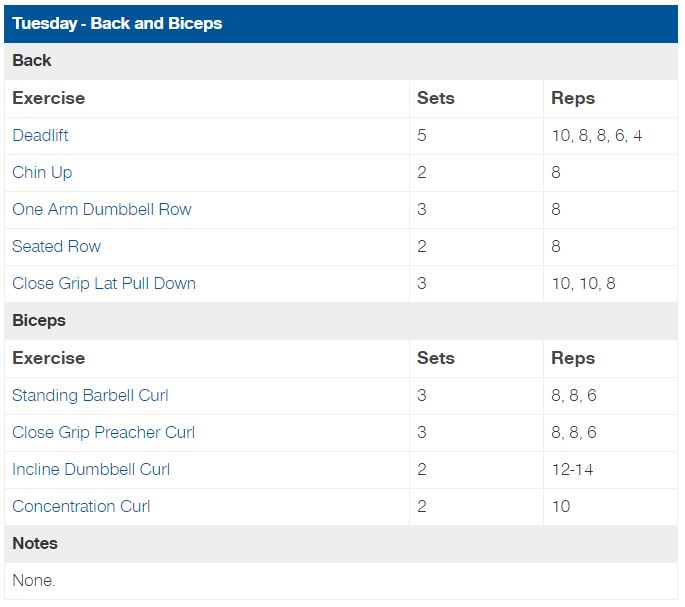 Tuesday - Back and Biceps
Back
Exercise Sets Reps
Deadlift 5 10, 8, 8, 6, 4
Chin Up 2 8
One Arm Dumbbell Row 3 8
Seated Row 2 8
Close Grip Lat Pull Down 3 10, 10, 8
Biceps
Exercise Sets Reps
Standing Barbell Curl 3 8, 8, 6
Close Grip Preacher Curl 3 8, 8, 6
Incline Dumbbell Curl 2 12-14
Concentration Curl 2 10
Notes
None.